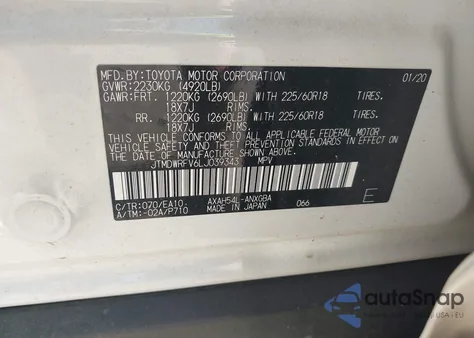 MFD.BY:TOYOTA MOTOR CORPORATION 01/20
GVWR:2230KG (4920LB)
GAWR:FRT. 1220KG (2690LB) WITH 225/60R18 TIRES.
18X7J RIMS.
RR. 1220KG (2690LB) WITH 225/60R18 TIRES.
18X7J RIMS.
THIS VEHICLE CONFORMS TO ALL APPLICABLE FEDERAL MOTOR
VEHICLE SAFETY, BUMPER, AND THEFT PREVENTION STANDARDS IN EFFECT ON
THE DATE OF MANUFACTURE SHOWN ABOVE.
JTMDWRFV6LJ039343 MPV
C/TR:070/EA10 AXAH54L-ANXGBA 066 E
A/TM:-02A/P710 MADE IN JAPAN
autoSnap